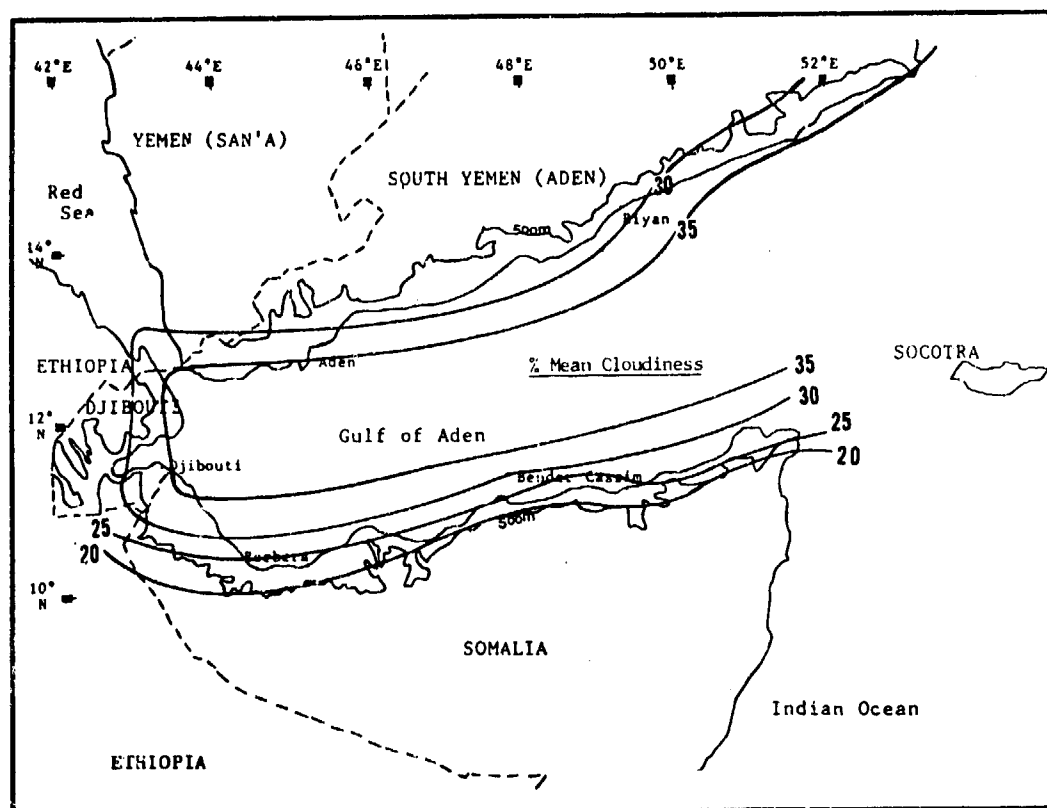 42°E 44°E 46°E 48°E 50°E 52°E
YEMEN (SAN'A)
SOUTH YEMEN (ADEN)
Red
Sea
30
Riyan
500m
35
14°
N
ETHIOPIA
Aden
% Mean Cloudiness
SOCOTRA
35
DJIBOUTI
30
12°
N
Gulf of Aden
25
20
Djibouti
Bender Cassim
500m
25
Burbera
20
10°
N
SOMALIA
Indian Ocean
ETHIOPIA